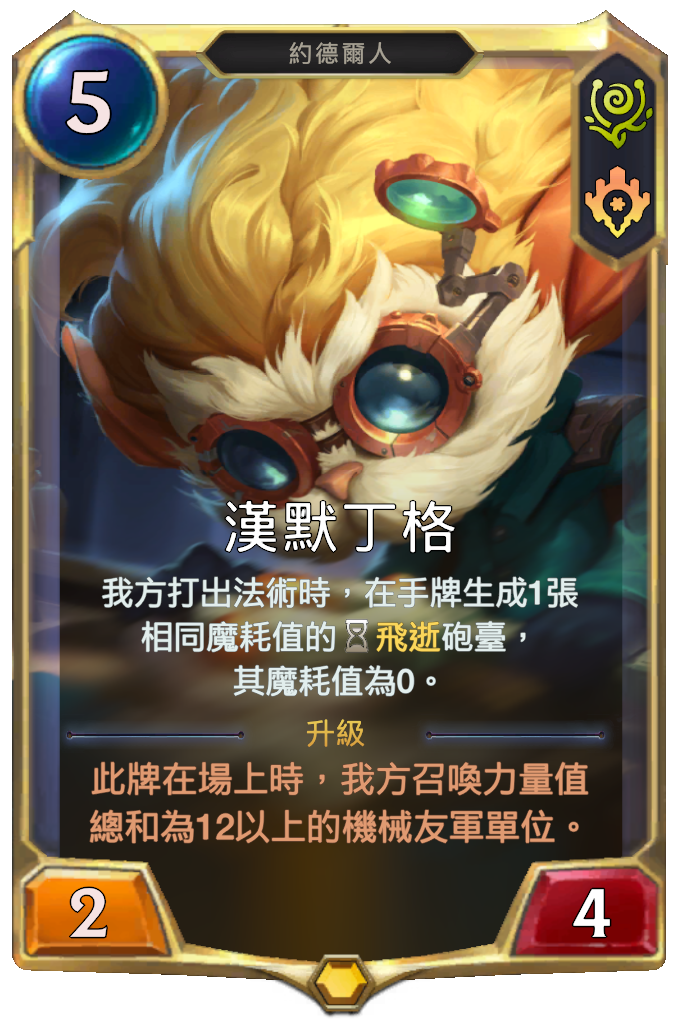 約德爾人
5
漢默丁格
我方打出法術時,在手牌生成1張
相同魔耗值的飛逝砲臺,
其魔耗值為0。
升級
此牌在場上時,我方召喚力量值
總和為12以上的機械友軍單位。
2
4